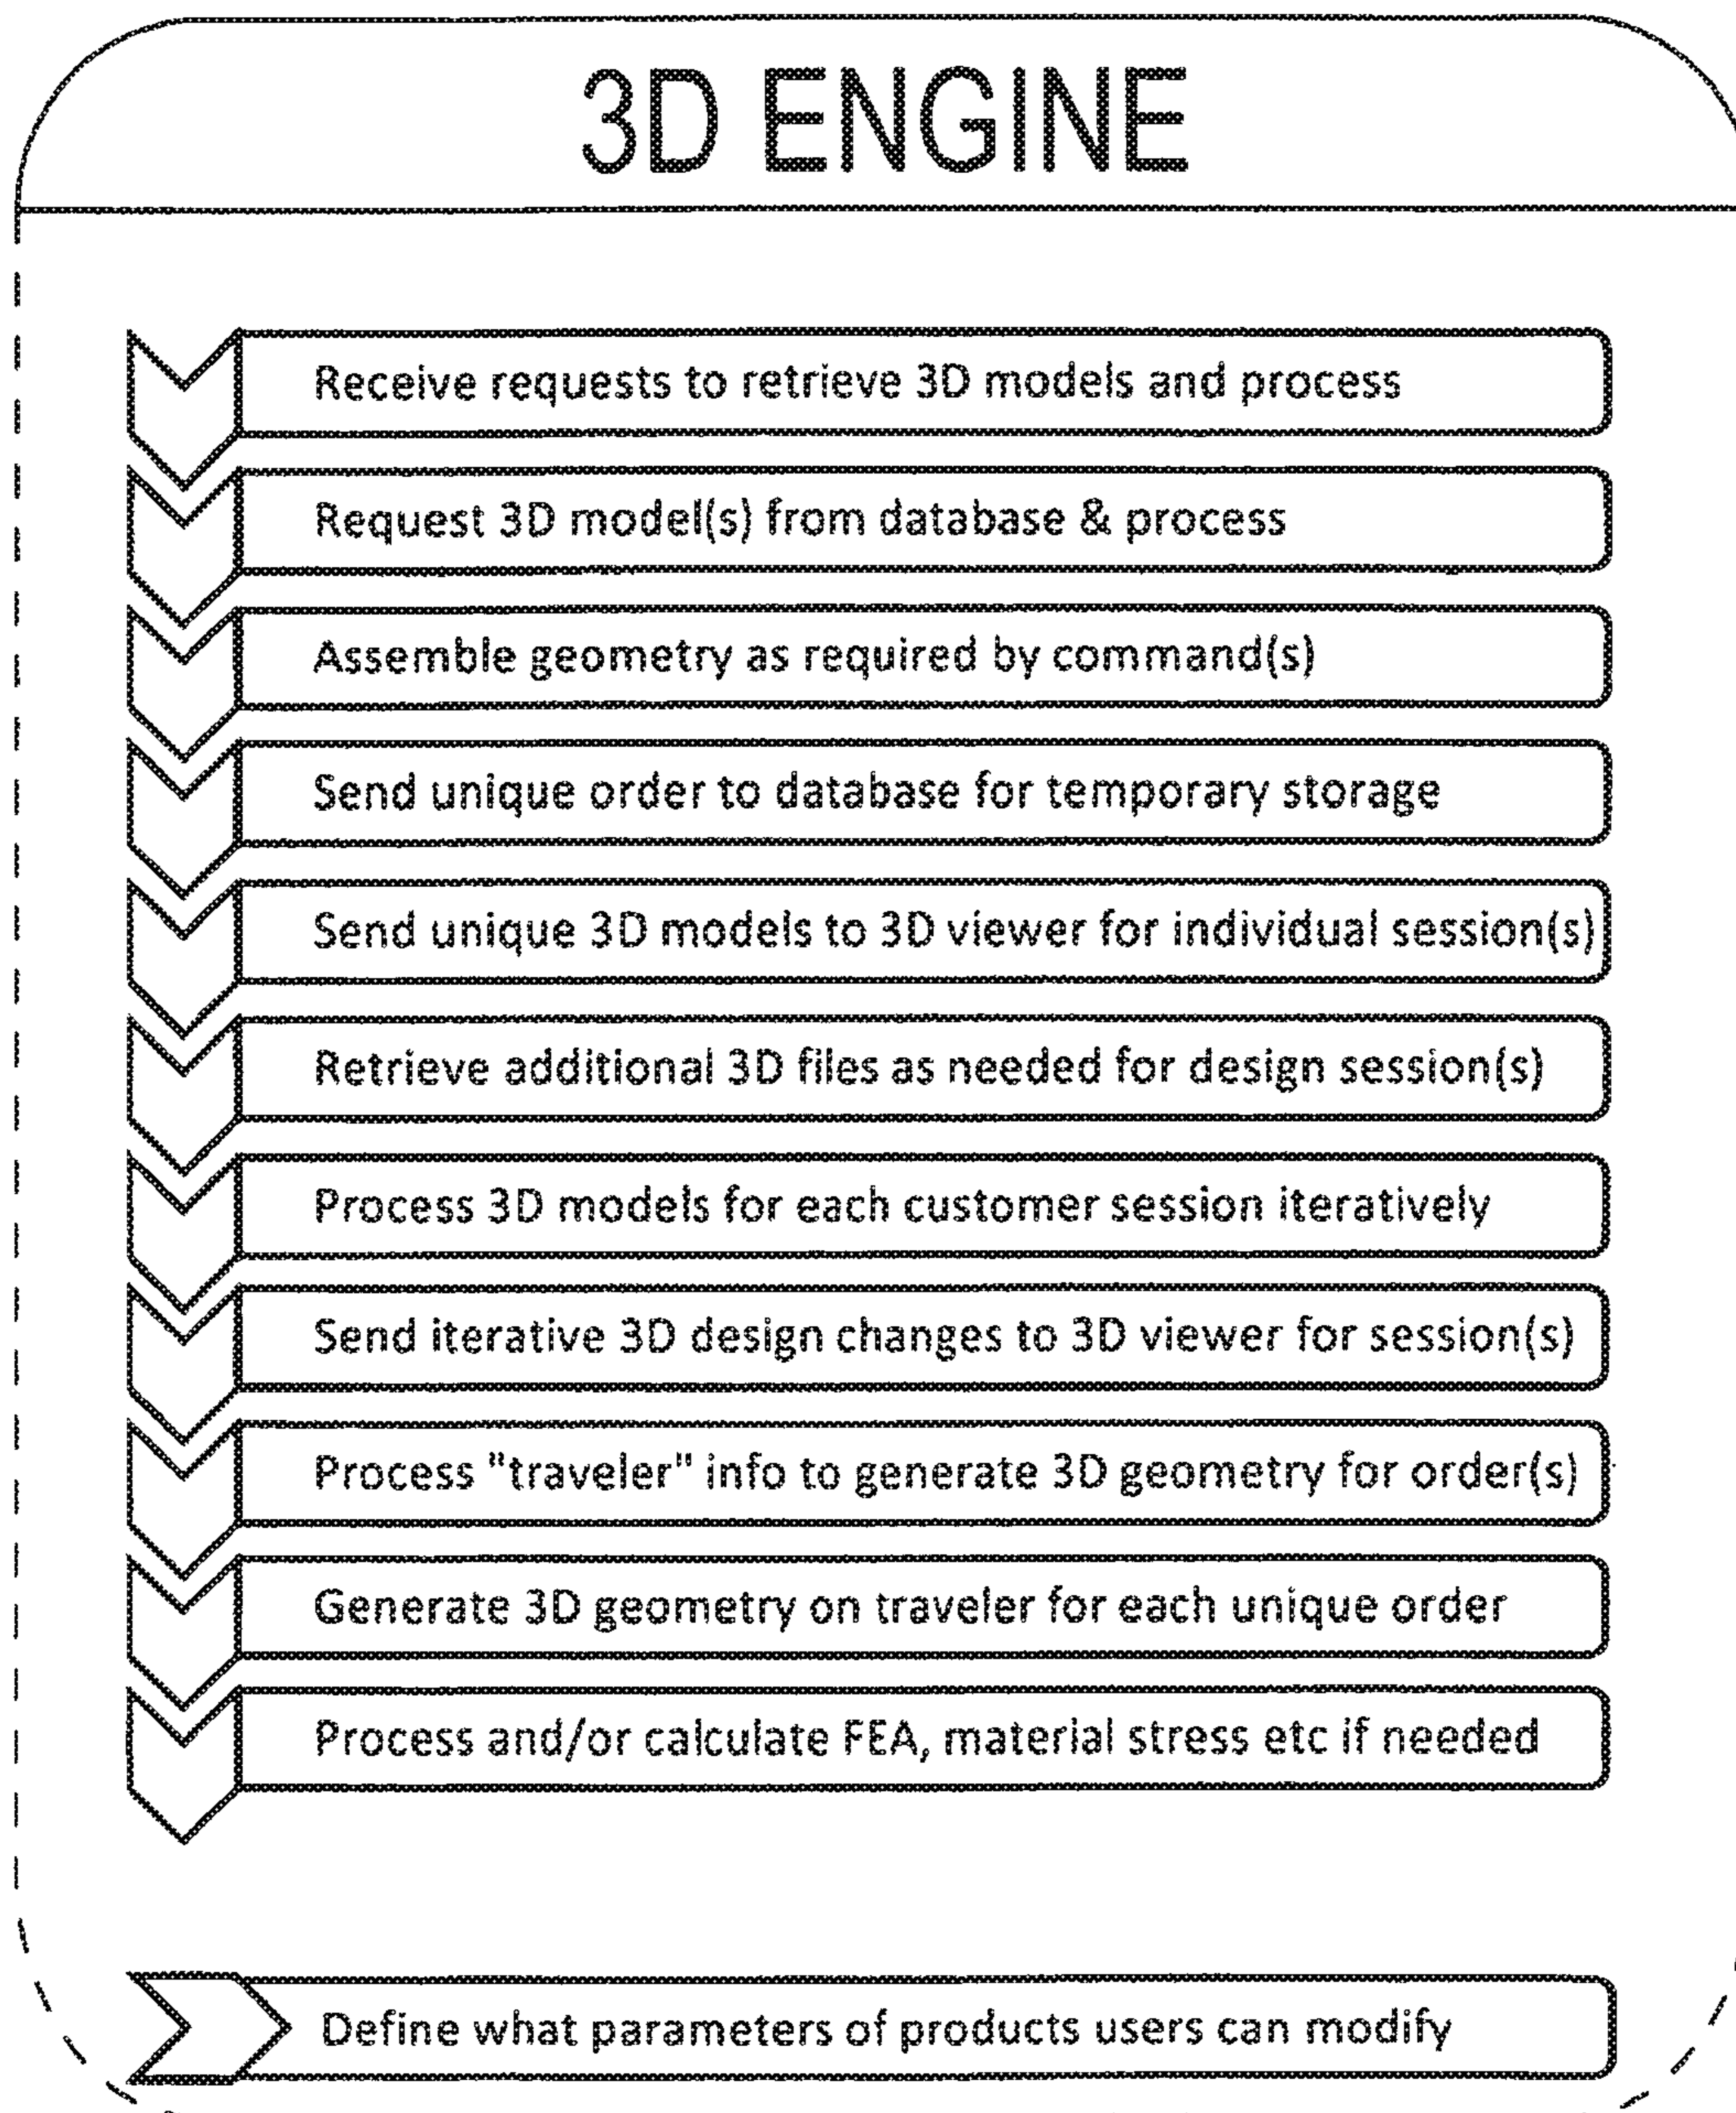 3D ENGINE
Receive requests to retrieve 3D models and process
Request 3D model(s) from database & process
Assemble geometry as required by command(s)
Send unique order to database for temporary storage
Send unique 3D models to 3D viewer for individual session(s)
Retrieve additional 3D files as needed for design session(s)
Process 3D models for each customer session iteratively
Send iterative 3D design changes to 3D viewer for session(s)
Process "traveler" info to generate 3D geometry for order(s)
Generate 3D geometry on traveler for each unique order
Process and/or calculate FEA, material stress etc if needed
Define what parameters of products users can modify